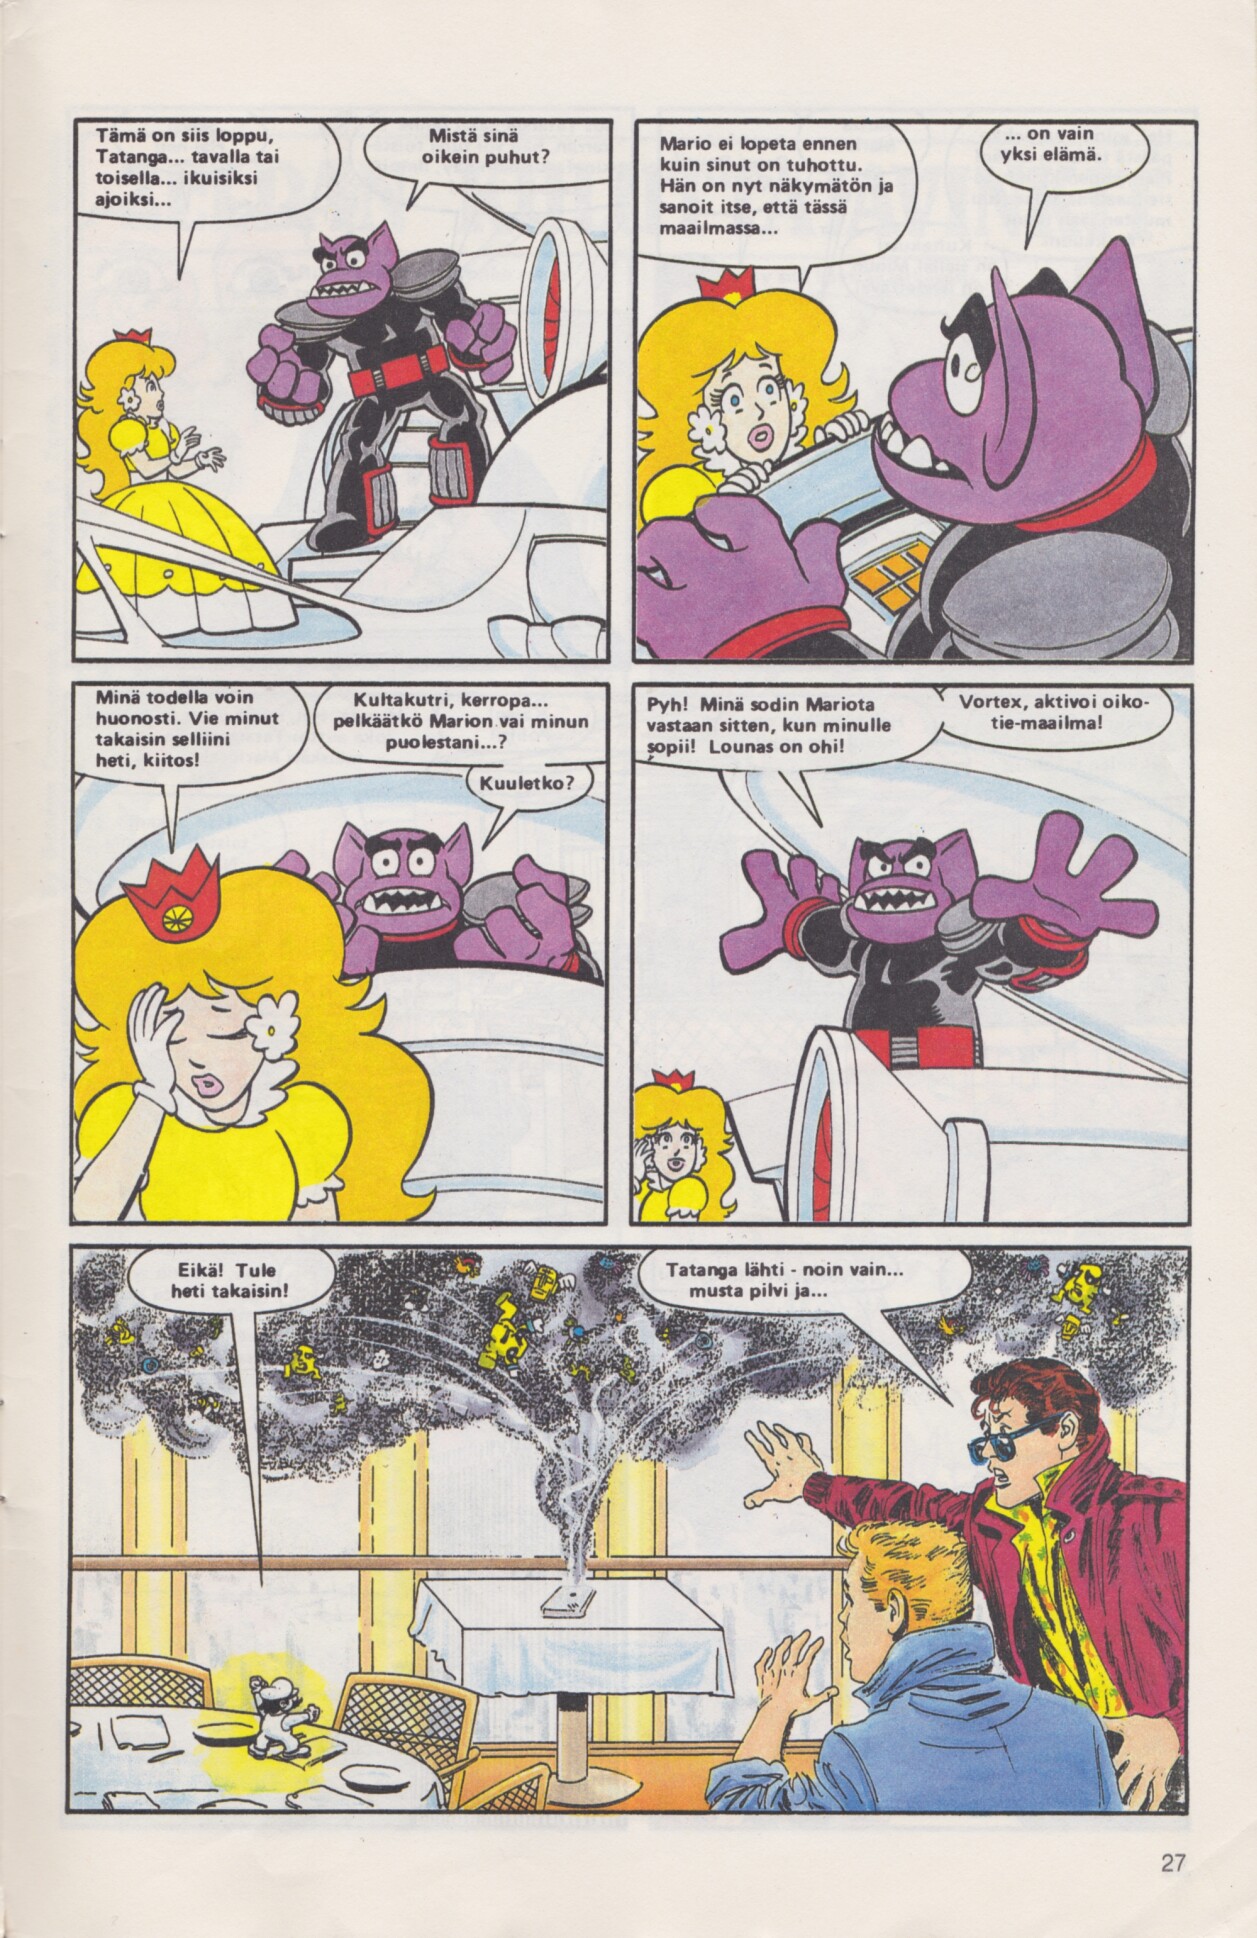 Tämä on siis loppu,
Tatanga... tavalla tai
toisella... ikuisiksi
ajoiksi...
Mistä sinä
oikein puhut?
Mario ei lopeta ennen
kuin sinut on tuhottu.
Hän on nyt näkymätön ja
sanoit itse, että tässä
maailmassa...
... on vain
yksi elämä.
Minä todella voin
huonosti. Vie minut
takaisin selliini
heti, kiitos!
Kultakutri, kerropa...
pelkäätkö Marion vai minun
puolestani...?
Kuuletko?
Pyh! Minä sodin Mariota
vastaan sitten, kun minulle
sopii! Lounas on ohi!
Vortex, aktivoi oiko-
tie-maailma!
Eikä! Tule
heti takaisin!
Tatanga lähti - noin vain...
musta pilvi ja...
27